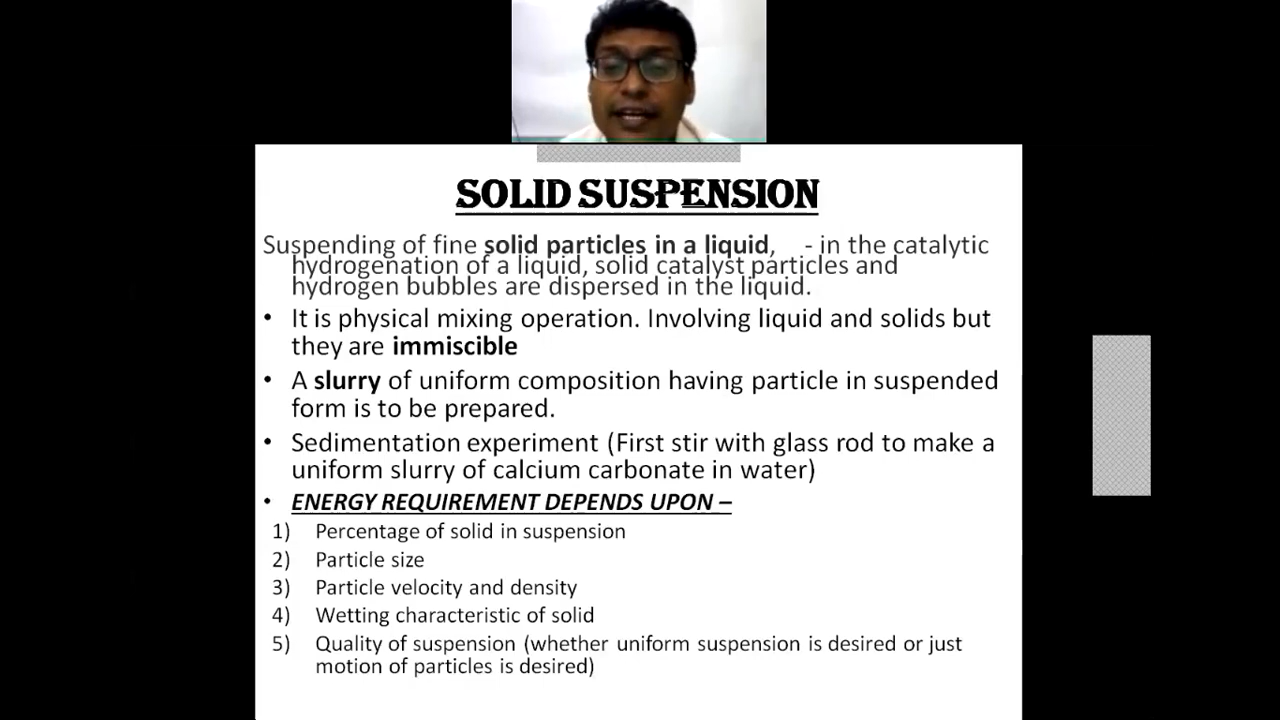 SOLID SUSPENSION
Suspending of fine solid particles in a liquid, - in the catalytic
hydrogenation of a liquid, solid catalyst particles and
hydrogen bubbles are dispersed in the liquid.
• It is physical mixing operation. Involving liquid and solids but
they are immiscible
• A slurry of uniform composition having particle in suspended
form is to be prepared.
• Sedimentation experiment (First stir with glass rod to make a
uniform slurry of calcium carbonate in water)
• ENERGY REQUIREMENT DEPENDS UPON –
1) Percentage of solid in suspension
2) Particle size
3) Particle velocity and density
4) Wetting characteristic of solid
5) Quality of suspension (whether uniform suspension is desired or just
motion of particles is desired)